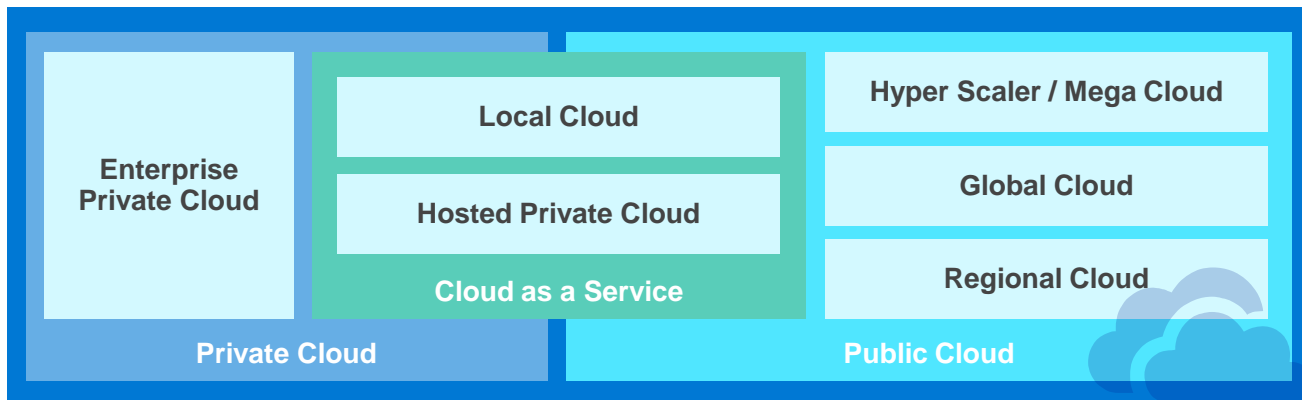 Enterprise
Private Cloud
Local Cloud
Hosted Private Cloud
Cloud as a Service
Hyper Scaler / Mega Cloud
Global Cloud
Regional Cloud
Private Cloud
Public Cloud